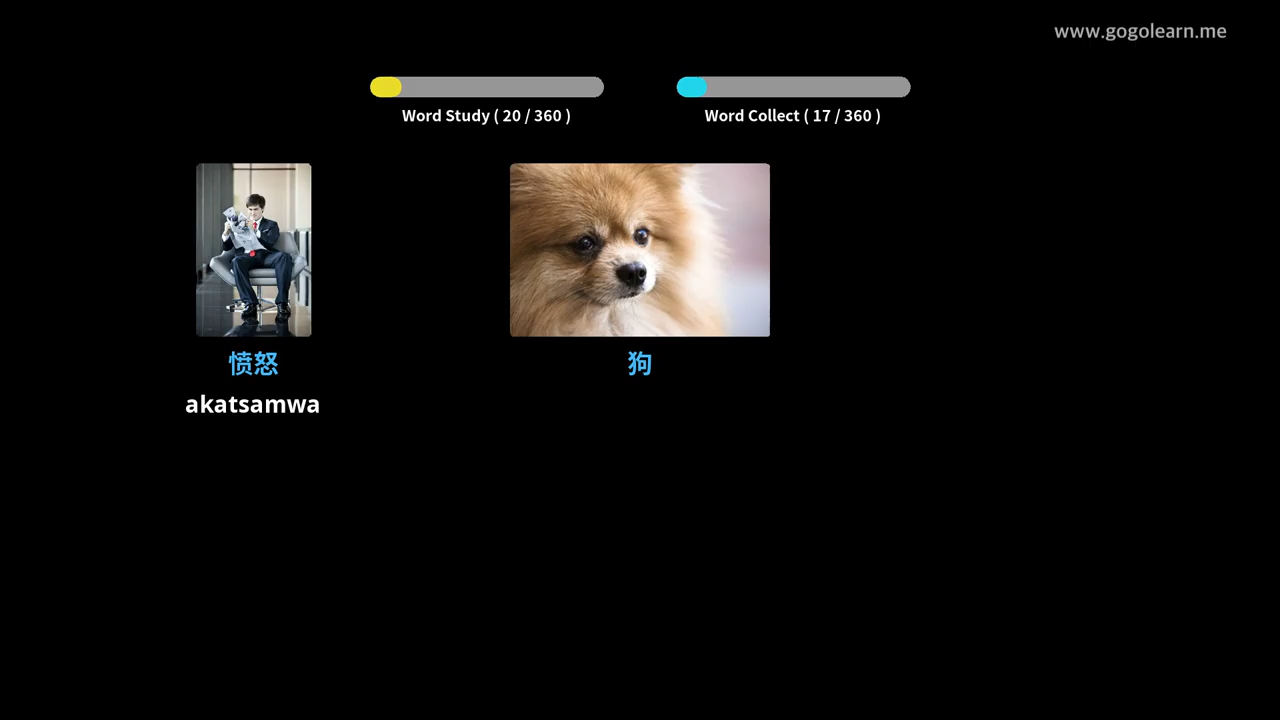 www.gogolearn.me
Word Study ( 20 / 360 )
Word Collect ( 17 / 360 )
愤怒
狗
akatsamwa